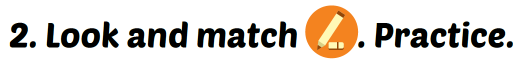 2. Look and match . Practice.